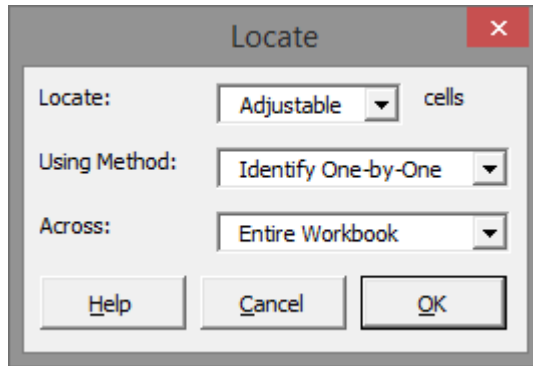 Locate
Locate: Adjustable cells
Using Method: Identify One-by-One
Across: Entire Workbook
Help Cancel OK